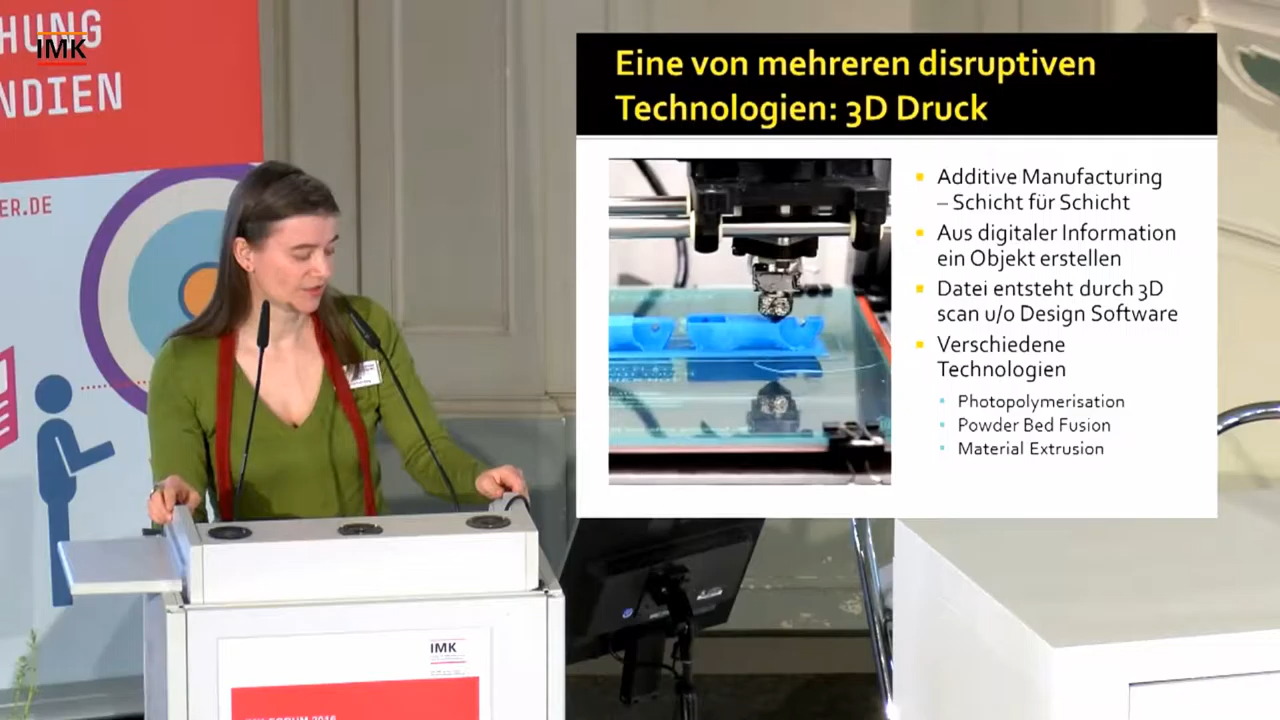 HUNG
IMK
NDIEN
ER.DE
Eine von mehreren disruptiven
Technologien: 3D Druck
Additive Manufacturing
– Schicht für Schicht
Aus digitaler Information
ein Objekt erstellen
Datei entsteht durch 3D
scan u/o Design Software
Verschiedene
Technologien
Photopolymerisation
Powder Bed Fusion
Material Extrusion
IMK
FORUM 2016